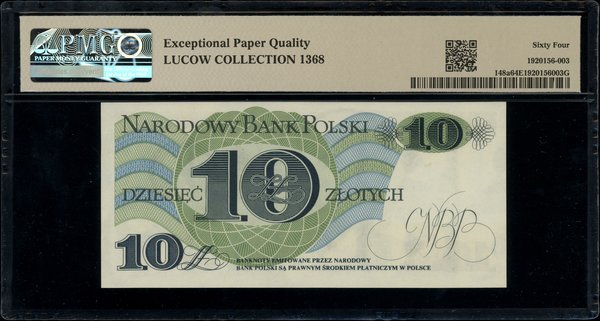 PMG
PAPER MONEY GUARANTY
Exceptional Paper Quality
LUCOW COLLECTION 1368
Sixty Four
1920156-003
148a64E1920156003G
NARODOWY BANK POLSKI
10
10
DZIESIĘĆ ZŁOTYCH
10 ZŁ
NBP
BANKNOTY EMITOWANE PRZEZ NARODOWY
BANK POLSKI SĄ PRAWNYM ŚRODKIEM PŁATNICZYM W POLSCE